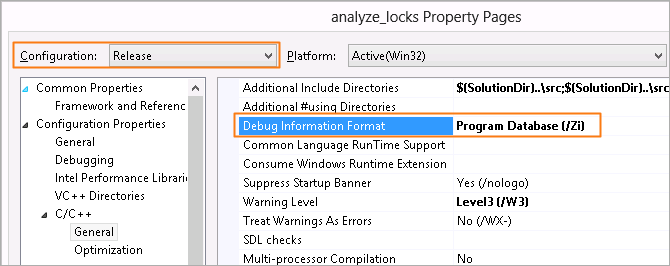 analyze_locks Property Pages
Configuration: Release Platform: Active(Win32)
Common Properties
Framework and Referenc
Configuration Properties
General
Debugging
Intel Performance Librarie
VC++ Directories
C/C++
General
Optimization
Additional Include Directories $(SolutionDir)..\src;$(SolutionDir)..\src
Additional #using Directories
Debug Information Format Program Database (/Zi)
Common Language RunTime Support
Consume Windows Runtime Extension
Suppress Startup Banner Yes (/nologo)
Warning Level Level3 (/W3)
Treat Warnings As Errors No (/WX-)
SDL checks
Multi-processor Compilation No